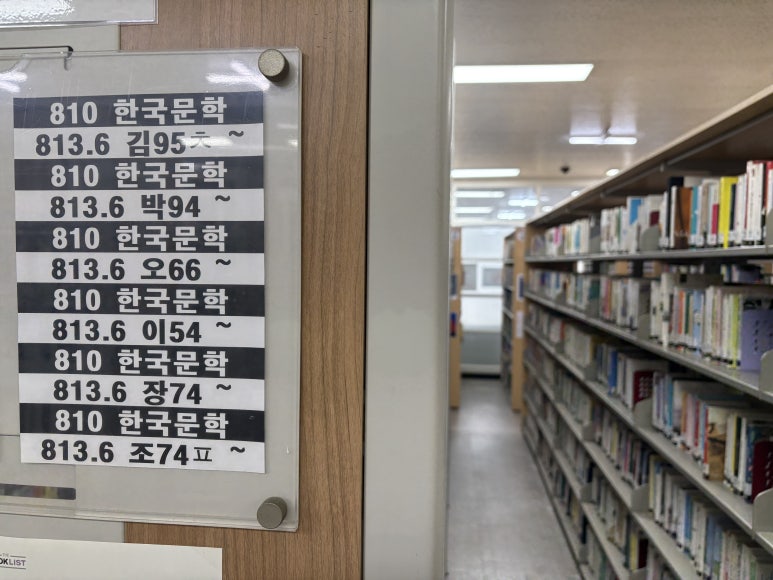 810 한국문학
813.6 김95ㅊ ~
810 한국문학
813.6 박94 ~
810 한국문학
813.6 오66 ~
810 한국문학
813.6 이54 ~
810 한국문학
813.6 장74 ~
810 한국문학
813.6 조74ㅍ ~
LIST